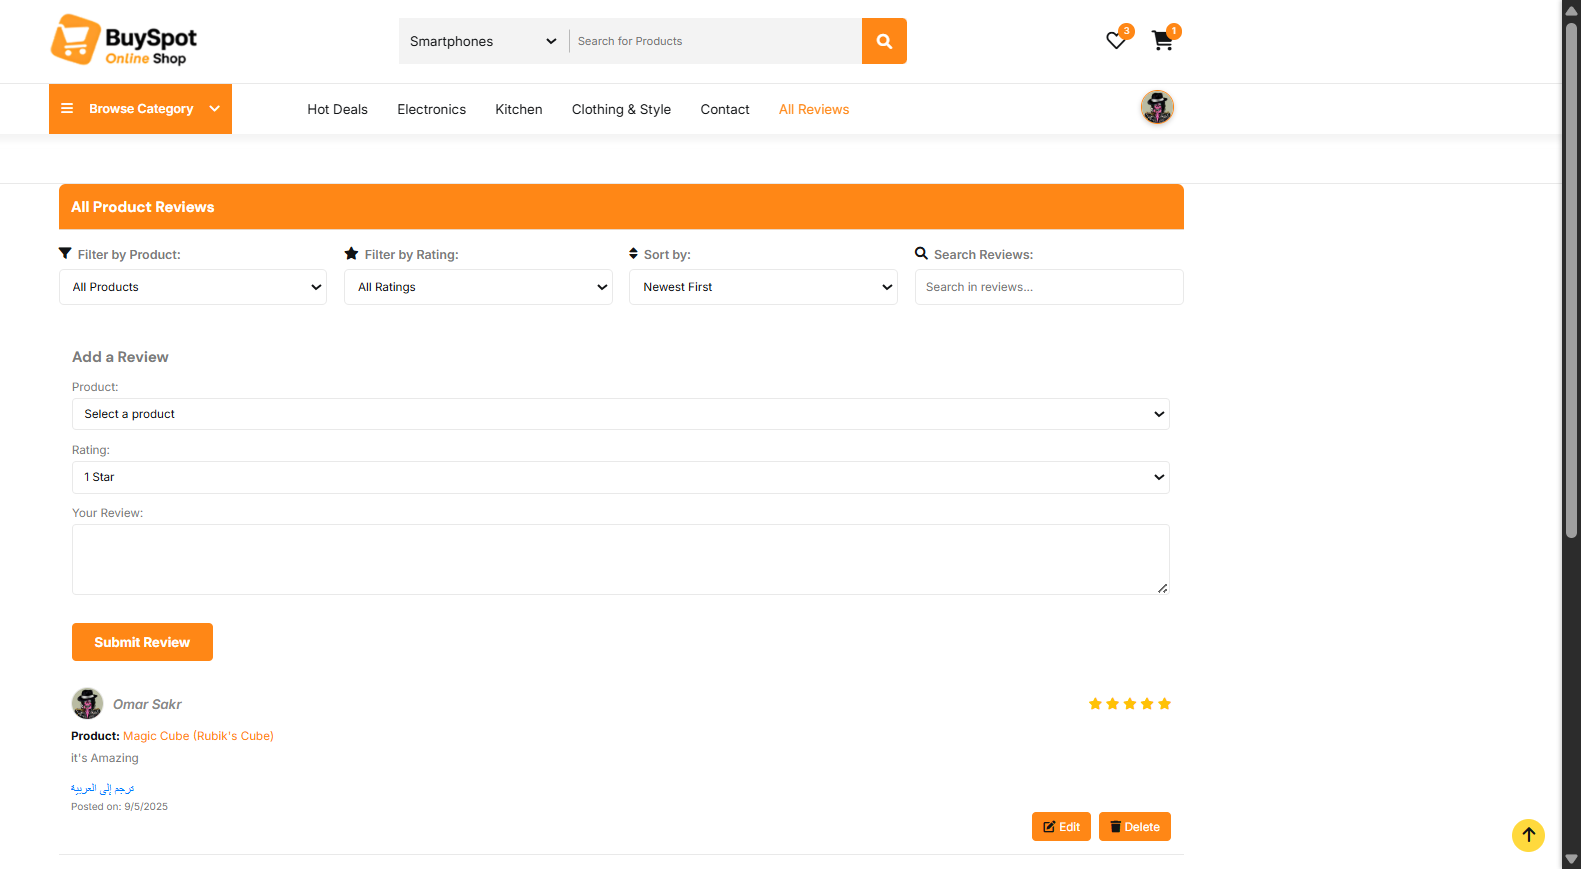 BuySpot
Online Shop
Smartphones
Search for Products
3
1
Browse Category
Hot Deals
Electronics
Kitchen
Clothing & Style
Contact
All Reviews
All Product Reviews
Filter by Product:
Filter by Rating:
Sort by:
Search Reviews:
All Products
All Ratings
Newest First
Search in reviews...
Add a Review
Product:
Select a product
Rating:
1 Star
Your Review:
Submit Review
Omar Sakr
Product: Magic Cube (Rubik's Cube)
it's Amazing
ترجم إلى العربية
Posted on: 9/5/2025
Edit
Delete